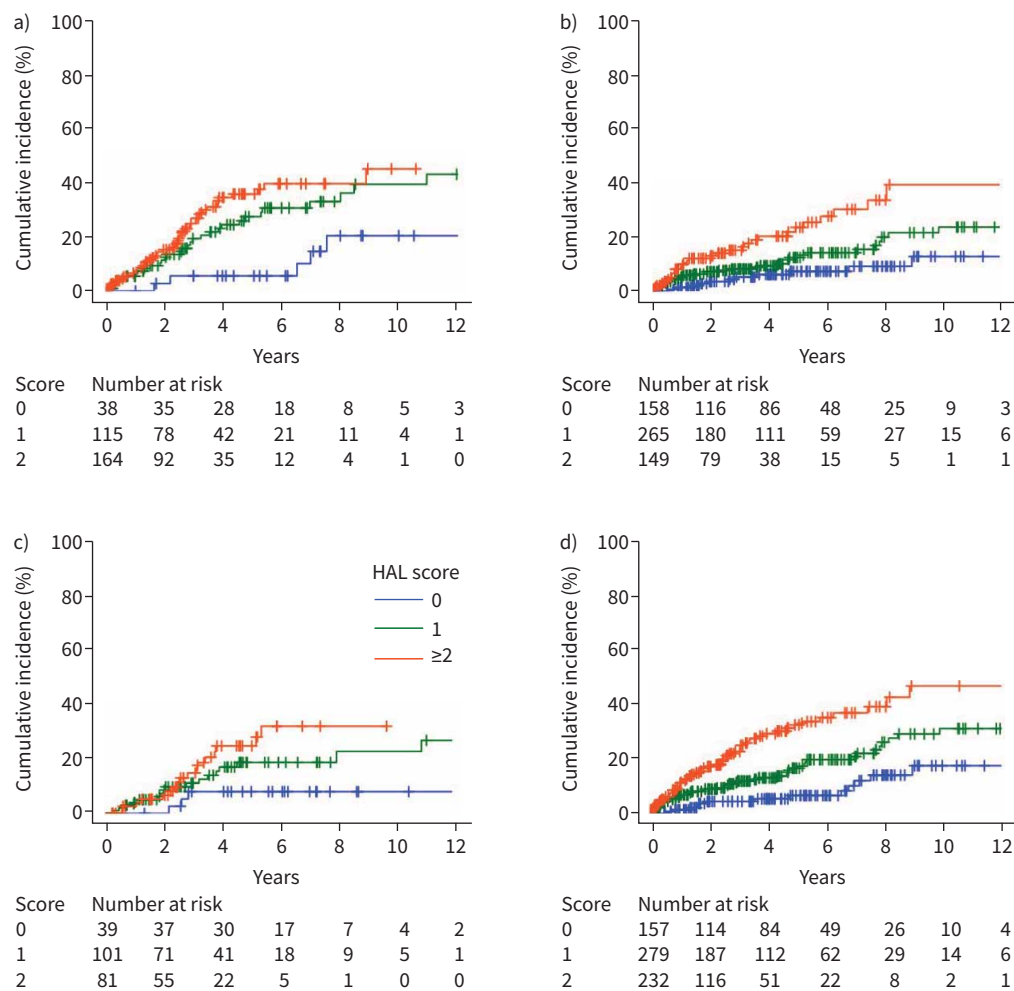 a)
Cumulative incidence (%)
100
80
60
40
20
0
0 2 4 6 8 10 12
Years
Score Number at risk
0 38 35 28 18 8 5 3
1 115 78 42 21 11 4 1
2 164 92 35 12 4 1 0
b)
Cumulative incidence (%)
100
80
60
40
20
0
0 2 4 6 8 10 12
Years
Score Number at risk
0 158 116 86 48 25 9 3
1 265 180 111 59 27 15 6
2 149 79 38 15 5 1 1
c)
Cumulative incidence (%)
100
80
60
40
20
0
HAL score
0
1
≥2
0 2 4 6 8 10 12
Years
Score Number at risk
0 39 37 30 17 7 4 2
1 101 71 41 18 9 5 1
2 81 55 22 5 1 0 0
d)
Cumulative incidence (%)
100
80
60
40
20
0
0 2 4 6 8 10 12
Years
Score Number at risk
0 157 114 84 49 26 10 4
1 279 187 112 62 29 14 6
2 232 116 51 22 8 2 1